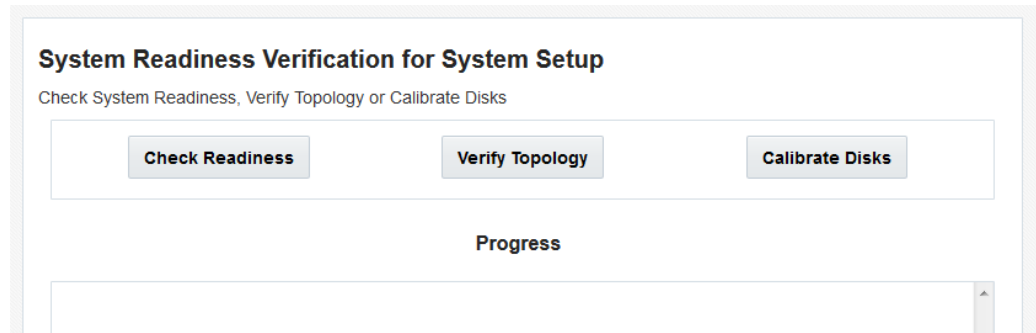 System Readiness Verification for System Setup
Check System Readiness, Verify Topology or Calibrate Disks
Check Readiness
Verify Topology
Calibrate Disks
Progress